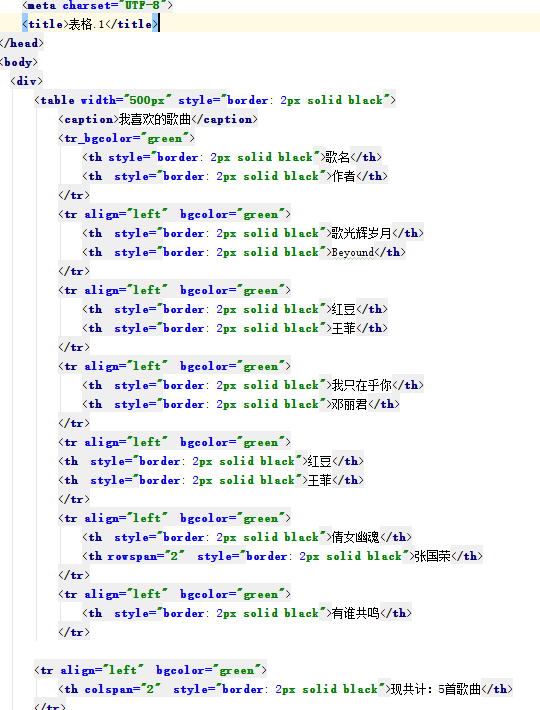 <meta charset="UTF-8">
<title>表格.1</title>
</head>
<body>
<div>
<table width="500px" style="border: 2px solid black">
<caption>我喜欢的歌曲</caption>
<tr_bgcolor="green">
<th style="border: 2px solid black">歌名</th>
<th style="border: 2px solid black">作者</th>
</tr>
<tr align="left" bgcolor="green">
<th style="border: 2px solid black">歌光辉岁月</th>
<th style="border: 2px solid black">Beyound</th>
</tr>
<tr align="left" bgcolor="green">
<th style="border: 2px solid black">红豆</th>
<th style="border: 2px solid black">王菲</th>
</tr>
<tr align="left" bgcolor="green">
<th style="border: 2px solid black">我只在乎你</th>
<th style="border: 2px solid black">邓丽君</th>
</tr>
<tr align="left" bgcolor="green">
<th style="border: 2px solid black">红豆</th>
<th style="border: 2px solid black">王菲</th>
</tr>
<tr align="left" bgcolor="green">
<th style="border: 2px solid black">倩女幽魂</th>
<th rowspan="2" style="border: 2px solid black">张国荣</th>
</tr>
<tr align="left" bgcolor="green">
<th style="border: 2px solid black">有谁共鸣</th>
</tr>
<tr align="left" bgcolor="green">
<th colspan="2" style="border: 2px solid black">现共计：5首歌曲</th>
</tr>